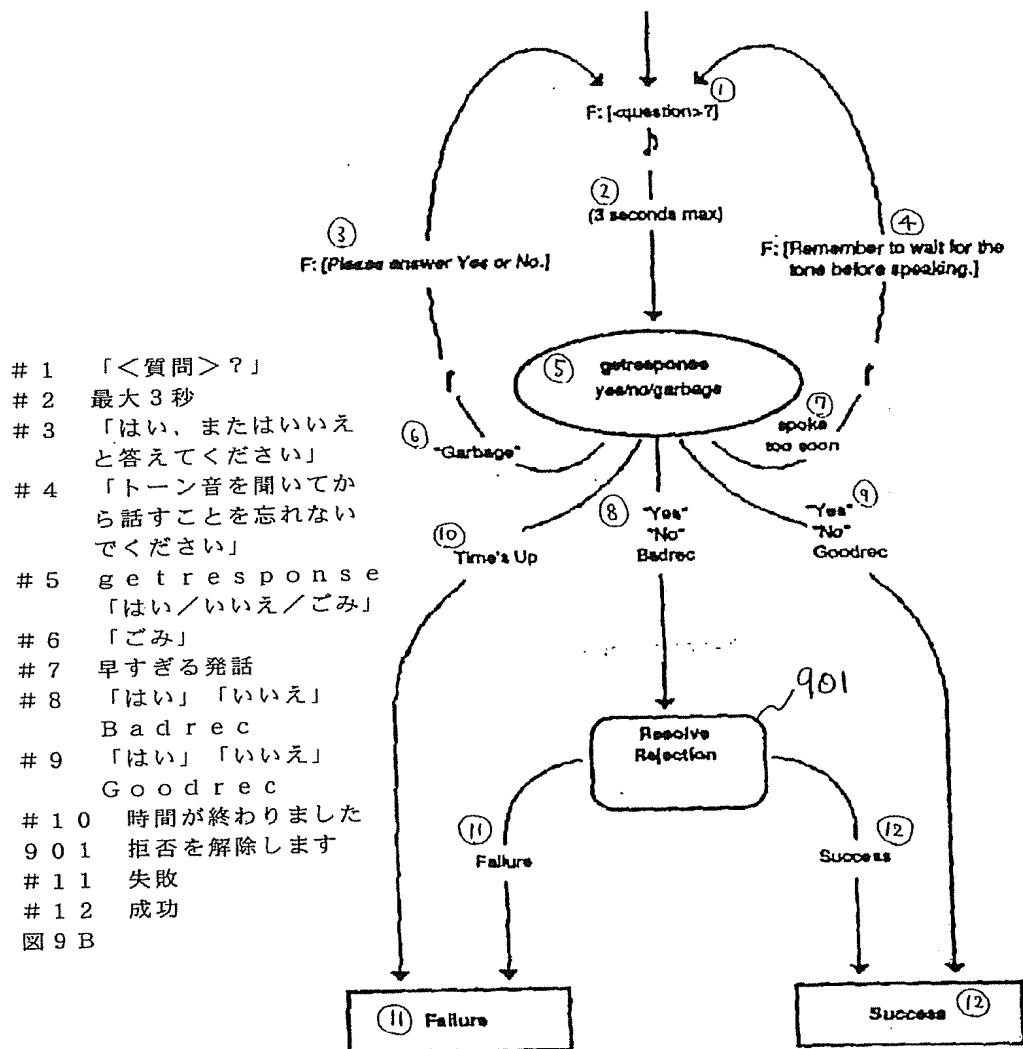 ①
F: [<question>?]
②
(3 seconds max)
③
F: [Please answer Yes or No.]
④
F: [Remember to wait for the
tone before speaking.]
⑤
getresponse
yes/no/garbage
⑥
"Garbage"
⑦
spoke
too soon
⑧
"Yes"
"No"
Badrec
⑨
"Yes"
"No"
Goodrec
⑩
Time's Up
901
Resolve
Rejection
⑪
Failure
⑫
Success
⑪ Failure
Success ⑫
#1 「<質問>?」
#2 最大3秒
#3 「はい、またはいいえ
と答えてください」
#4 「トーン音を聞いてか
ら話すことを忘れない
でください」
#5 getresponse
「はい/いいえ/ごみ」
#6 「ごみ」
#7 早すぎる発話
#8 「はい」「いいえ」
Badrec
#9 「はい」「いいえ」
Goodrec
#10 時間が終わりました
901 拒否を解除します
#11 失敗
#12 成功
図9B